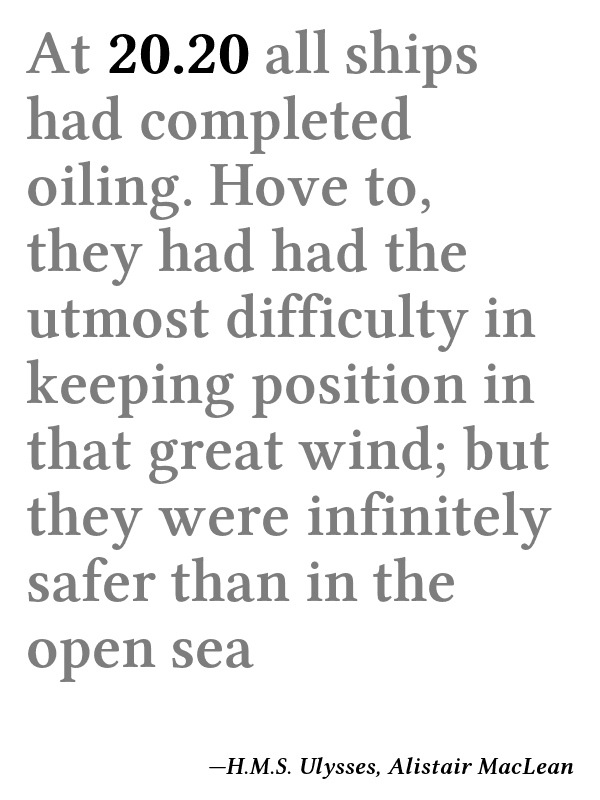 At 20.20 all ships
had completed
oiling. Hove to,
they had had the
utmost difficulty in
keeping position in
that great wind; but
they were infinitely
safer than in the
open sea
—H.M.S. Ulysses, Alistair MacLean